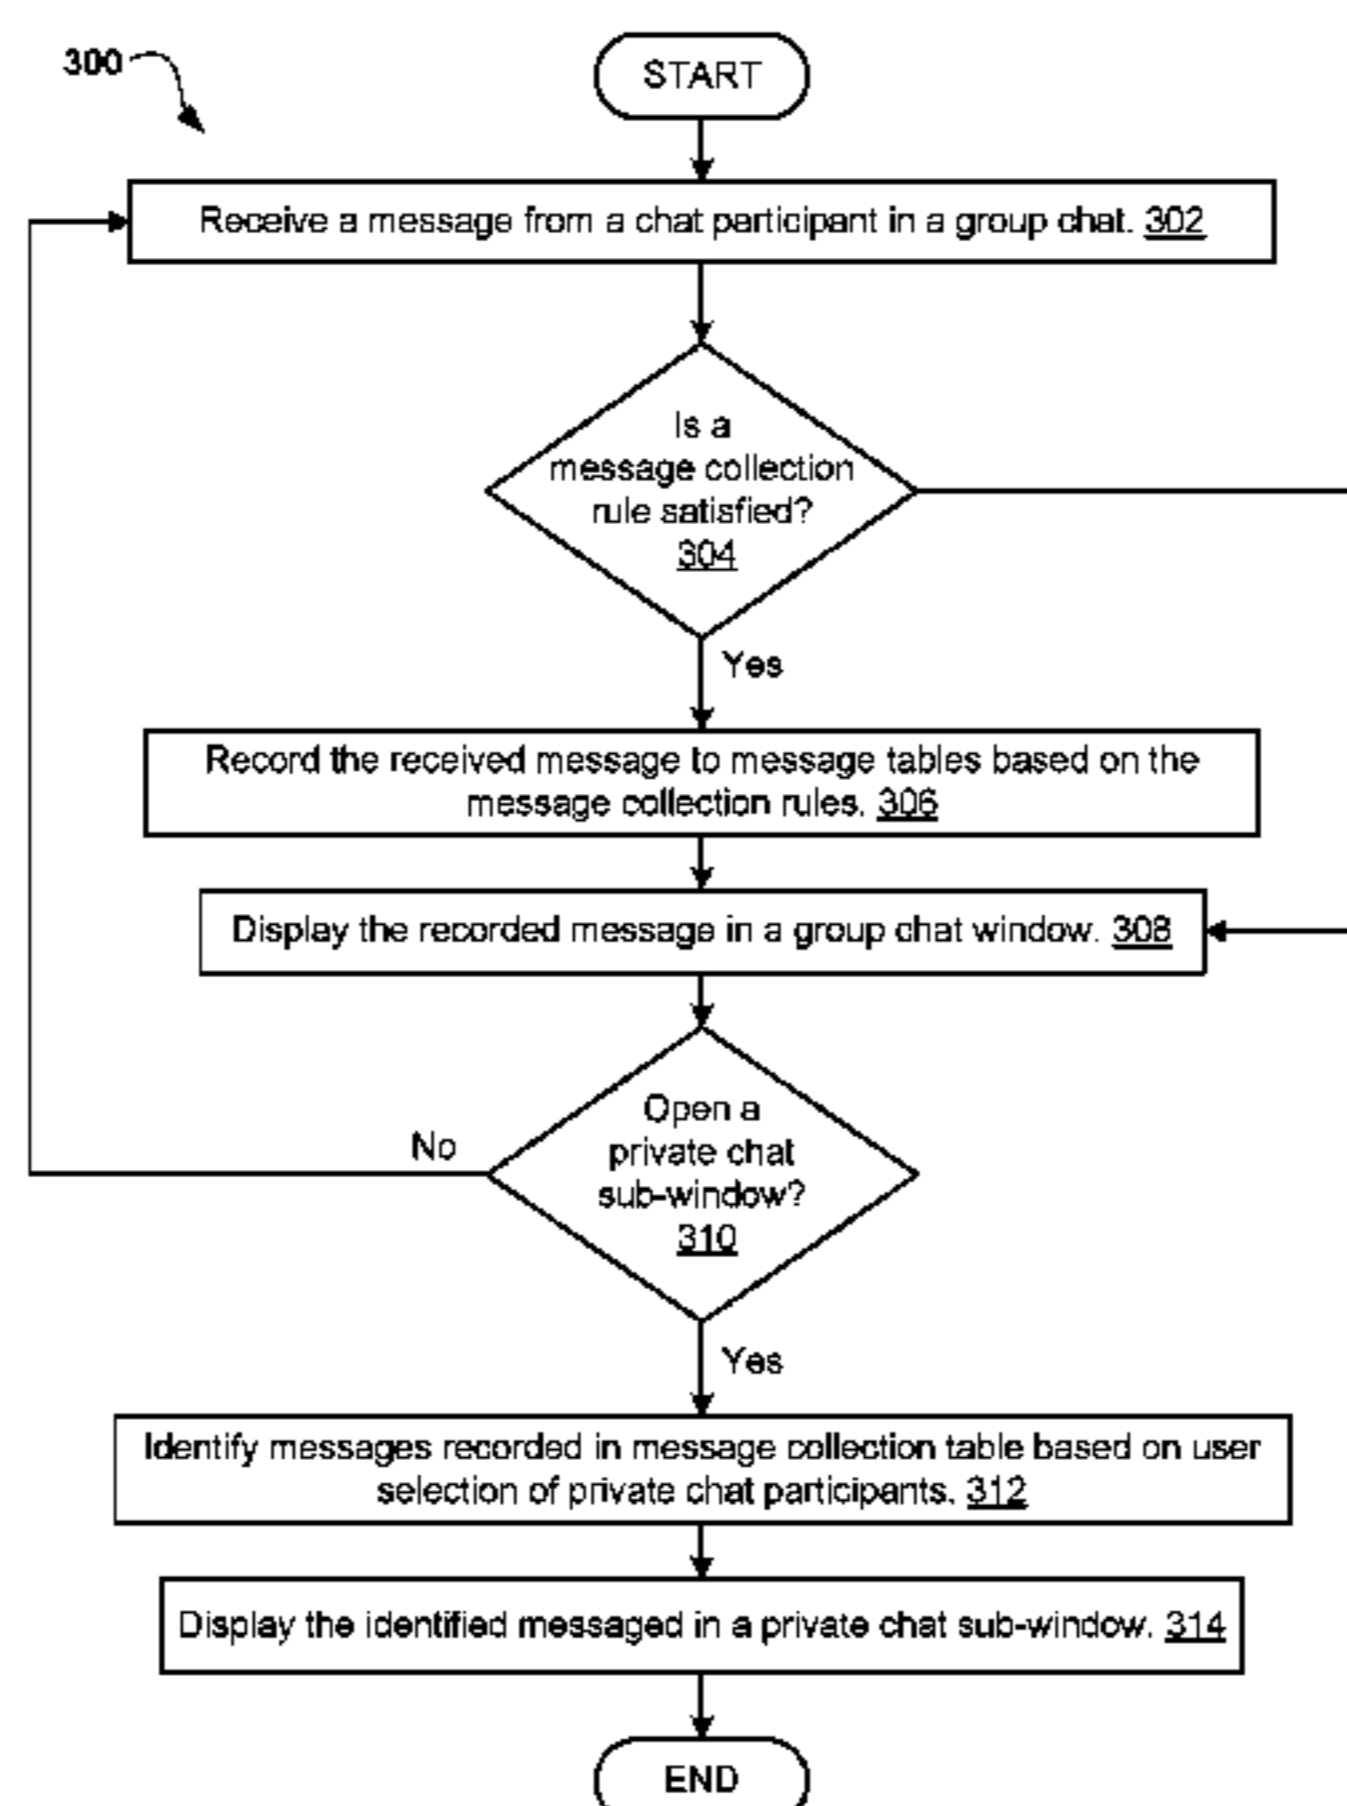 300
START
Receive a message from a chat participant in a group chat. 302
Is a
message collection
rule satisfied?
304
Yes
Record the received message to message tables based on the
message collection rules. 306
Display the recorded message in a group chat window. 308
Open a
private chat
sub-window?
310
No
Yes
Identify messages recorded in message collection table based on user
selection of private chat participants. 312
Display the identified messaged in a private chat sub-window. 314
END